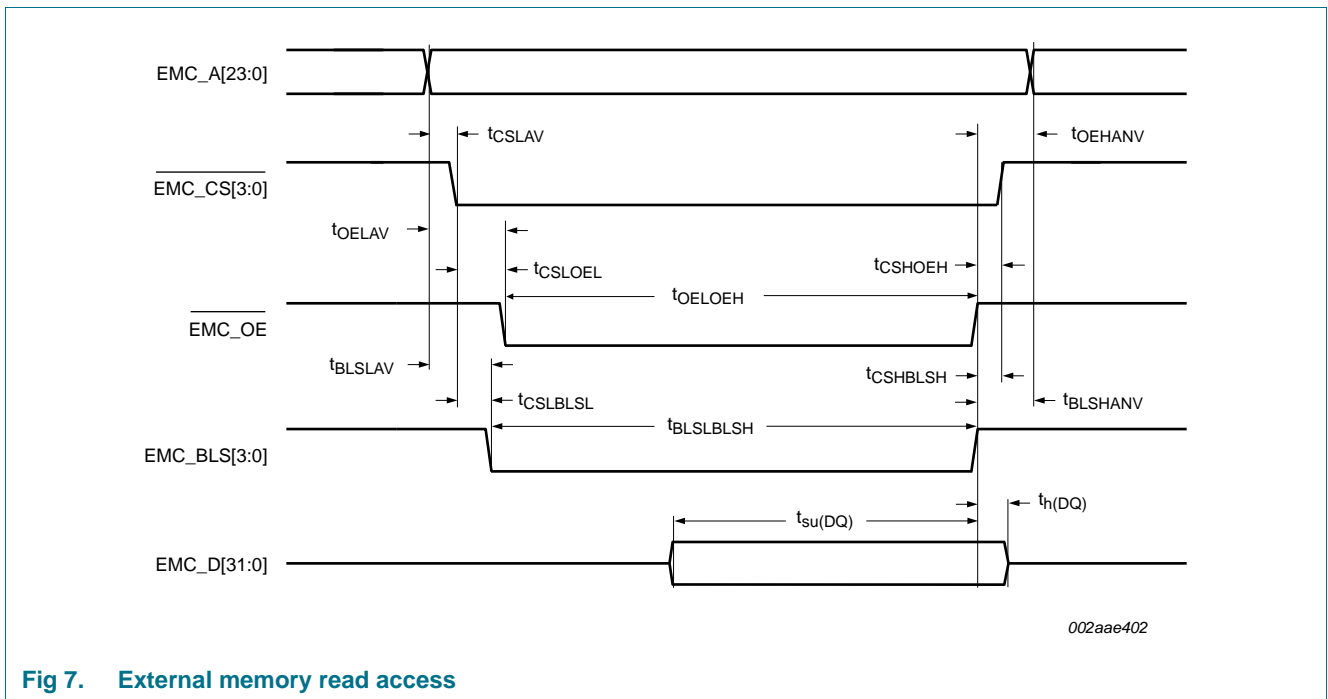 EMC_A[23:0]
tCSLAV
tOEHANV
EMC_CS[3:0]
tOELAV
tCSLOEL
tCSHOEH
tOELOEH
EMC_OE
tBLSLAV
tCSHBLSH
tCSLBLSL
tBLSHANV
tBLSLBLSH
EMC_BLS[3:0]
th(DQ)
tsu(DQ)
EMC_D[31:0]
002aae402
Fig 7. External memory read access